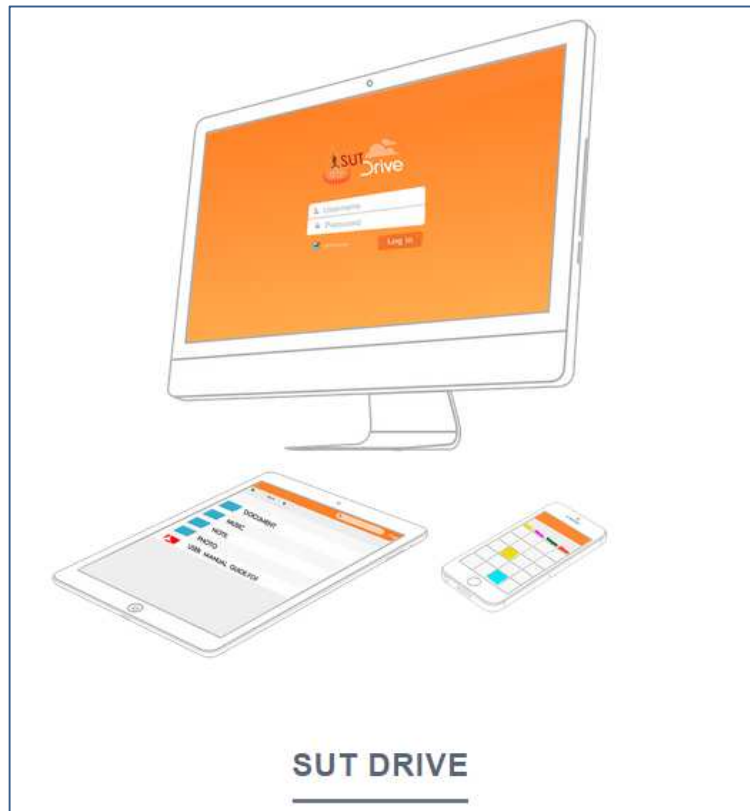 SUT
Drive
Username
Password
Log in
DOCUMENT
MUSIC
NOTE
PHOTO
USER MANUAL GUIDE.PDF
SUT DRIVE